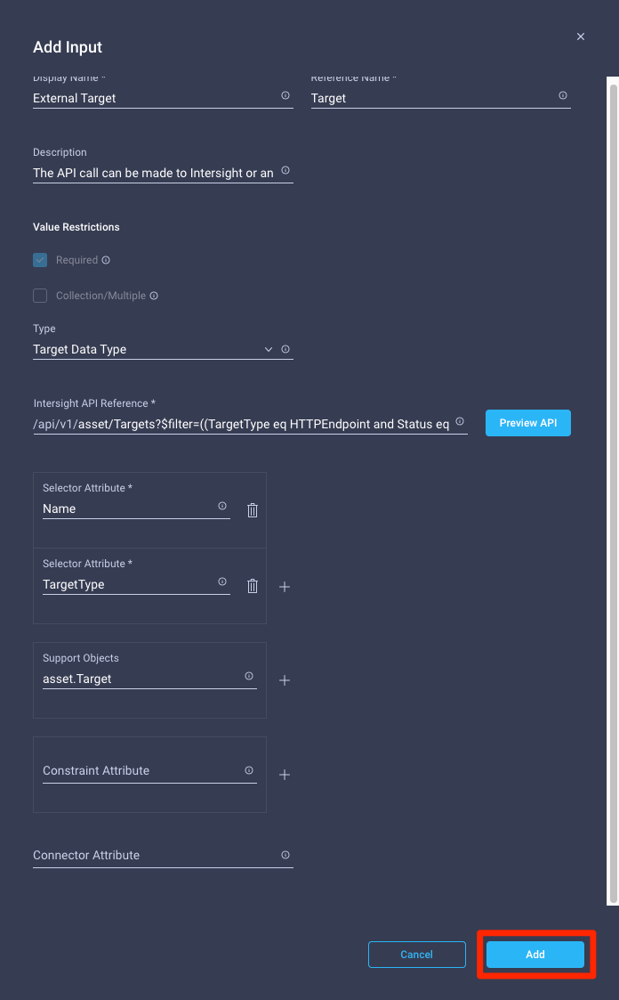 Add Input
Display Name * Reference Name *
External Target Target
Description
The API call can be made to Intersight or an
Value Restrictions
Required
Collection/Multiple
Type
Target Data Type
Intersight API Reference *
/api/v1/asset/Targets?$filter=((TargetType eq HTTPEndpoint and Status eq
Preview API
Selector Attribute *
Name
Selector Attribute *
TargetType
Support Objects
asset.Target
Constraint Attribute
Connector Attribute
Cancel Add